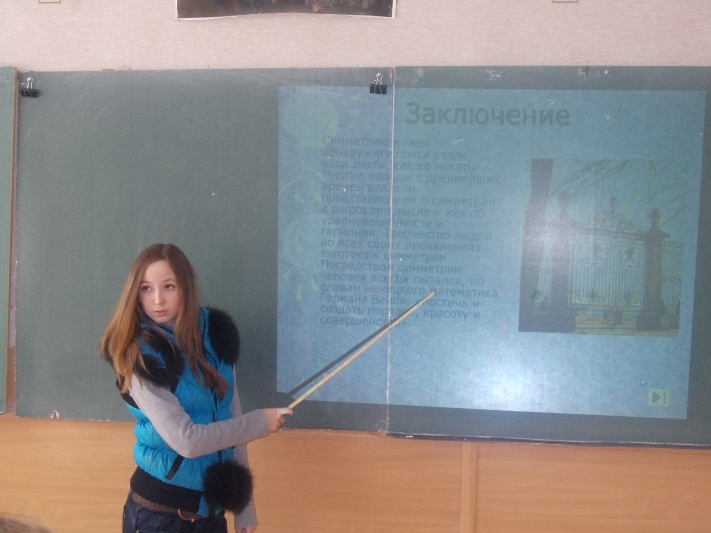 Заключение
Симметрию можно
обнаружить почти везде,
если знать, как ее искать.
Многие народы с древнейших
времен владели
представлением о симметрии
в широком смысле – как об
уравновешенности и
гармонии. Творчество людей
во всех своих проявлениях
тяготеет к симметрии.
Посредством симметрии
человек всегда пытался, по
словам немецкого математика
Германа Вейля, «постичь и
создать порядок, красоту и
совершенство».